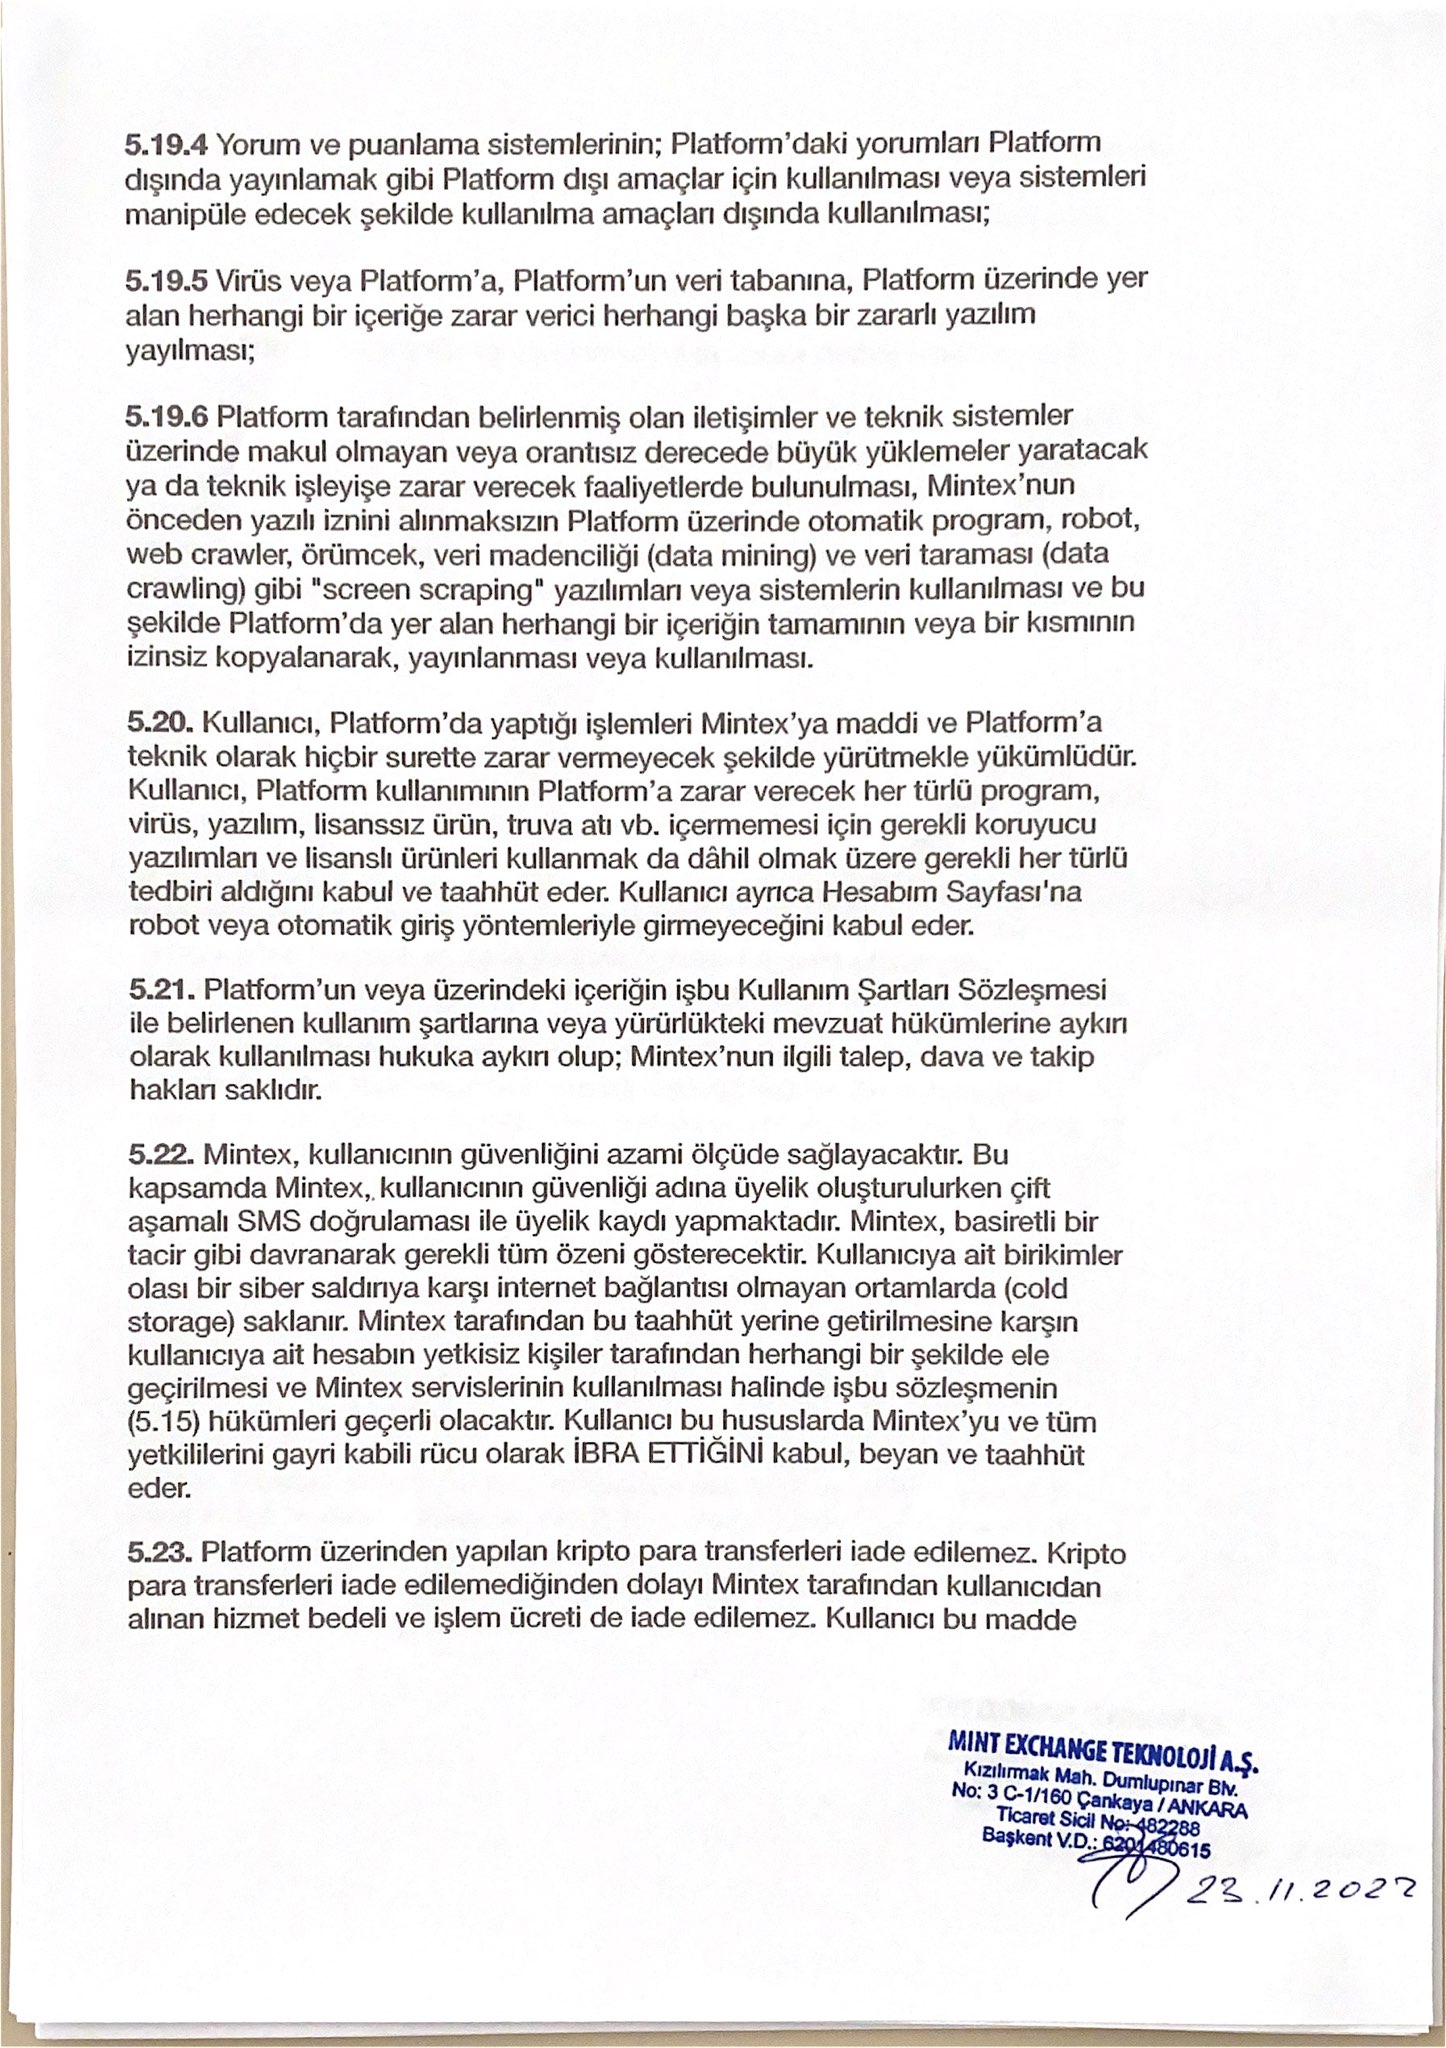 5.19.4 Yorum ve puanlama sistemlerinin; Platform’daki yorumları Platform
dışında yayınlamak gibi Platform dışı amaçlar için kullanılması veya sistemleri
manipüle edecek şekilde kullanılma amaçları dışında kullanılması;
5.19.5 Virüs veya Platform’a, Platform’un veri tabanına, Platform üzerinde yer
alan herhangi bir içeriğe zarar verici herhangi başka bir zararlı yazılım
yayılması;
5.19.6 Platform tarafından belirlenmiş olan iletişimler ve teknik sistemler
üzerinde makul olmayan veya orantısız derecede büyük yüklemeler yaratacak
ya da teknik işleyişe zarar verecek faaliyetlerde bulunulması, Mintex’nun
önceden yazılı iznini alınmaksızın Platform üzerinde otomatik program, robot,
web crawler, örümcek, veri madenciliği (data mining) ve veri taraması (data
crawling) gibi "screen scraping" yazılımları veya sistemlerin kullanılması ve bu
şekilde Platform’da yer alan herhangi bir içeriğin tamamının veya bir kısmının
izinsiz kopyalanarak, yayınlanması veya kullanılması.
5.20. Kullanıcı, Platform’da yaptığı işlemleri Mintex’ya maddi ve Platform’a
teknik olarak hiçbir surette zarar vermeyecek şekilde yürütmekle yükümlüdür.
Kullanıcı, Platform kullanımının Platform’a zarar verecek her türlü program,
virüs, yazılım, lisanssız ürün, truva atı vb. içermemesi için gerekli koruyucu
yazılımları ve lisanslı ürünleri kullanmak da dâhil olmak üzere gerekli her türlü
tedbiri aldığını kabul ve taahhüt eder. Kullanıcı ayrıca Hesabım Sayfası'na
robot veya otomatik giriş yöntemleriyle girmeyeceğini kabul eder.
5.21. Platform’un veya üzerindeki içeriğin işbu Kullanım Şartları Sözleşmesi
ile belirlenen kullanım şartlarına veya yürürlükteki mevzuat hükümlerine aykırı
olarak kullanılması hukuka aykırı olup; Mintex’nun ilgili talep, dava ve takip
hakları saklıdır.
5.22. Mintex, kullanıcının güvenliğini azami ölçüde sağlayacaktır. Bu
kapsamda Mintex, kullanıcının güvenliği adına üyelik oluşturulurken çift
aşamalı SMS doğrulaması ile üyelik kaydı yapmaktadır. Mintex, basiretli bir
tacir gibi davranarak gerekli tüm özeni gösterecektir. Kullanıcıya ait birikimler
olası bir siber saldırıya karşı internet bağlantısı olmayan ortamlarda (cold
storage) saklanır. Mintex tarafından bu taahhüt yerine getirilmesine karşın
kullanıcıya ait hesabın yetkisiz kişiler tarafından herhangi bir şekilde ele
geçirilmesi ve Mintex servislerinin kullanılması halinde işbu sözleşmenin
(5.15) hükümleri geçerli olacaktır. Kullanıcı bu hususlarda Mintex’yu ve tüm
yetkililerini gayri kabili rücu olarak İBRA ETTİĞİNİ kabul, beyan ve taahhüt
eder.
5.23. Platform üzerinden yapılan kripto para transferleri iade edilemez. Kripto
para transferleri iade edilemediğinden dolayı Mintex tarafından kullanıcıdan
alınan hizmet bedeli ve işlem ücreti de iade edilemez. Kullanıcı bu madde
MINT EXCHANGE TEKNOLOJİ A.Ş.
Kızılırmak Mah. Dumlupınar Blv.
No: 3 C-1/160 Çankaya / ANKARA
Ticaret Sicil No: 482288
Başkent V.D.: 6201480615
23.11.2022